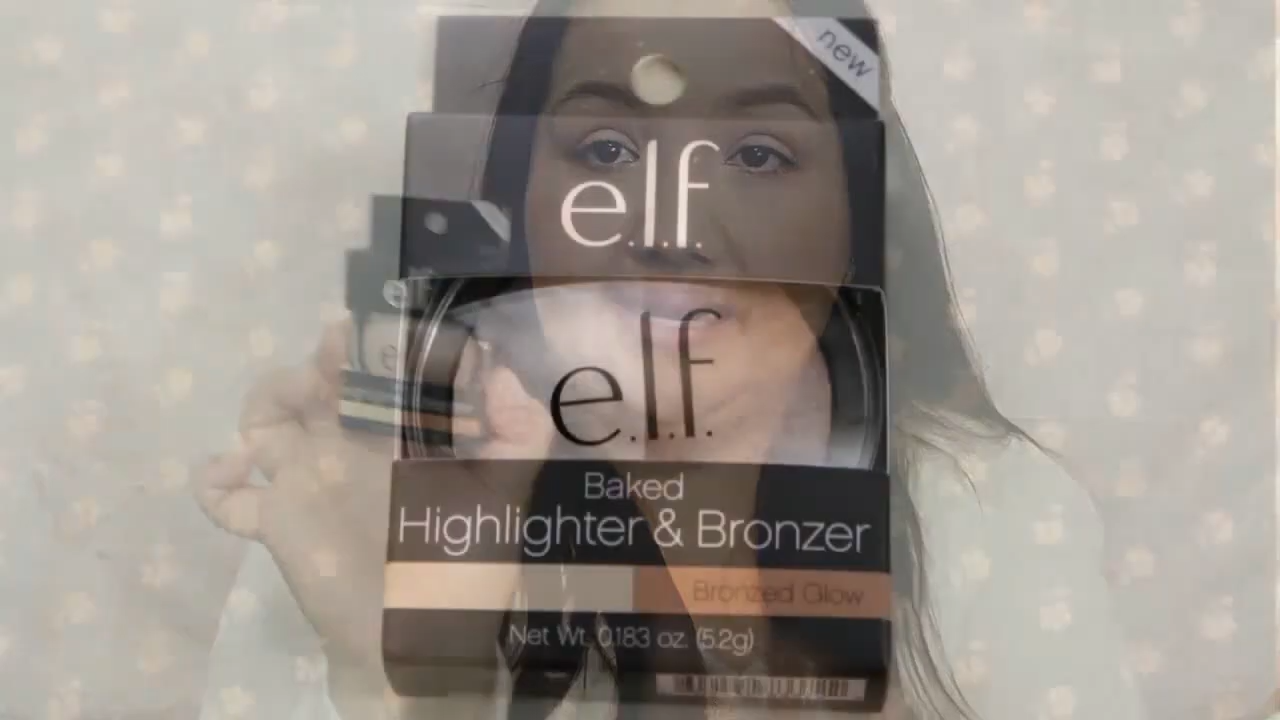 new
e.l.f.
e.l.f.
Baked
Highlighter & Bronzer
Bronzed Glow
Net Wt. 0.183 oz. (5.2g)
e